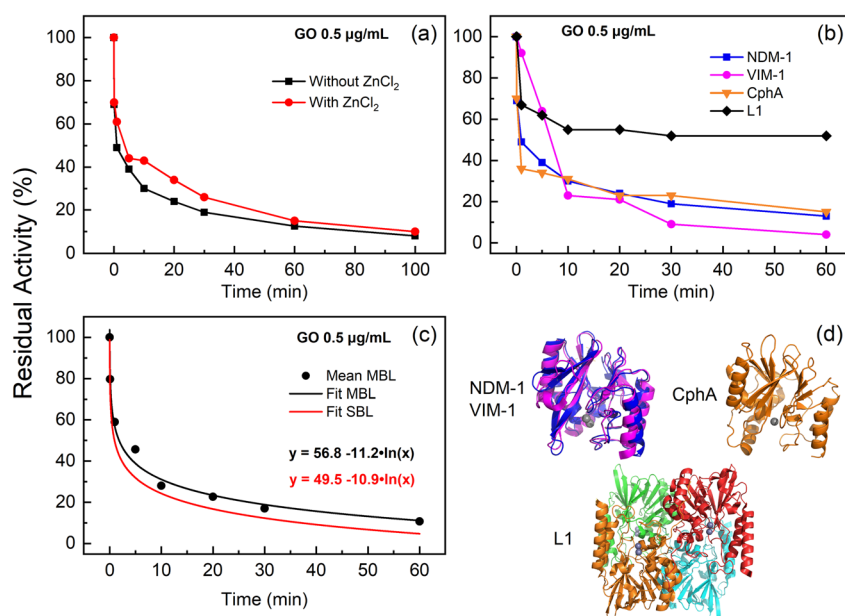 Residual Activity (%)
GO 0.5 µg/mL
(a)
Without ZnCl₂
With ZnCl₂
100
80
60
40
20
0
0
20
40
60
80
100
Time (min)
GO 0.5 µg/mL
(b)
NDM-1
VIM-1
CphA
L1
100
80
60
40
20
0
0
10
20
30
40
50
60
Time (min)
GO 0.5 µg/mL
(c)
Mean MBL
Fit MBL
Fit SBL
y = 56.8 -11.2•ln(x)
y = 49.5 -10.9•ln(x)
100
80
60
40
20
0
0
10
20
30
40
50
60
Time (min)
(d)
NDM-1
VIM-1
CphA
L1